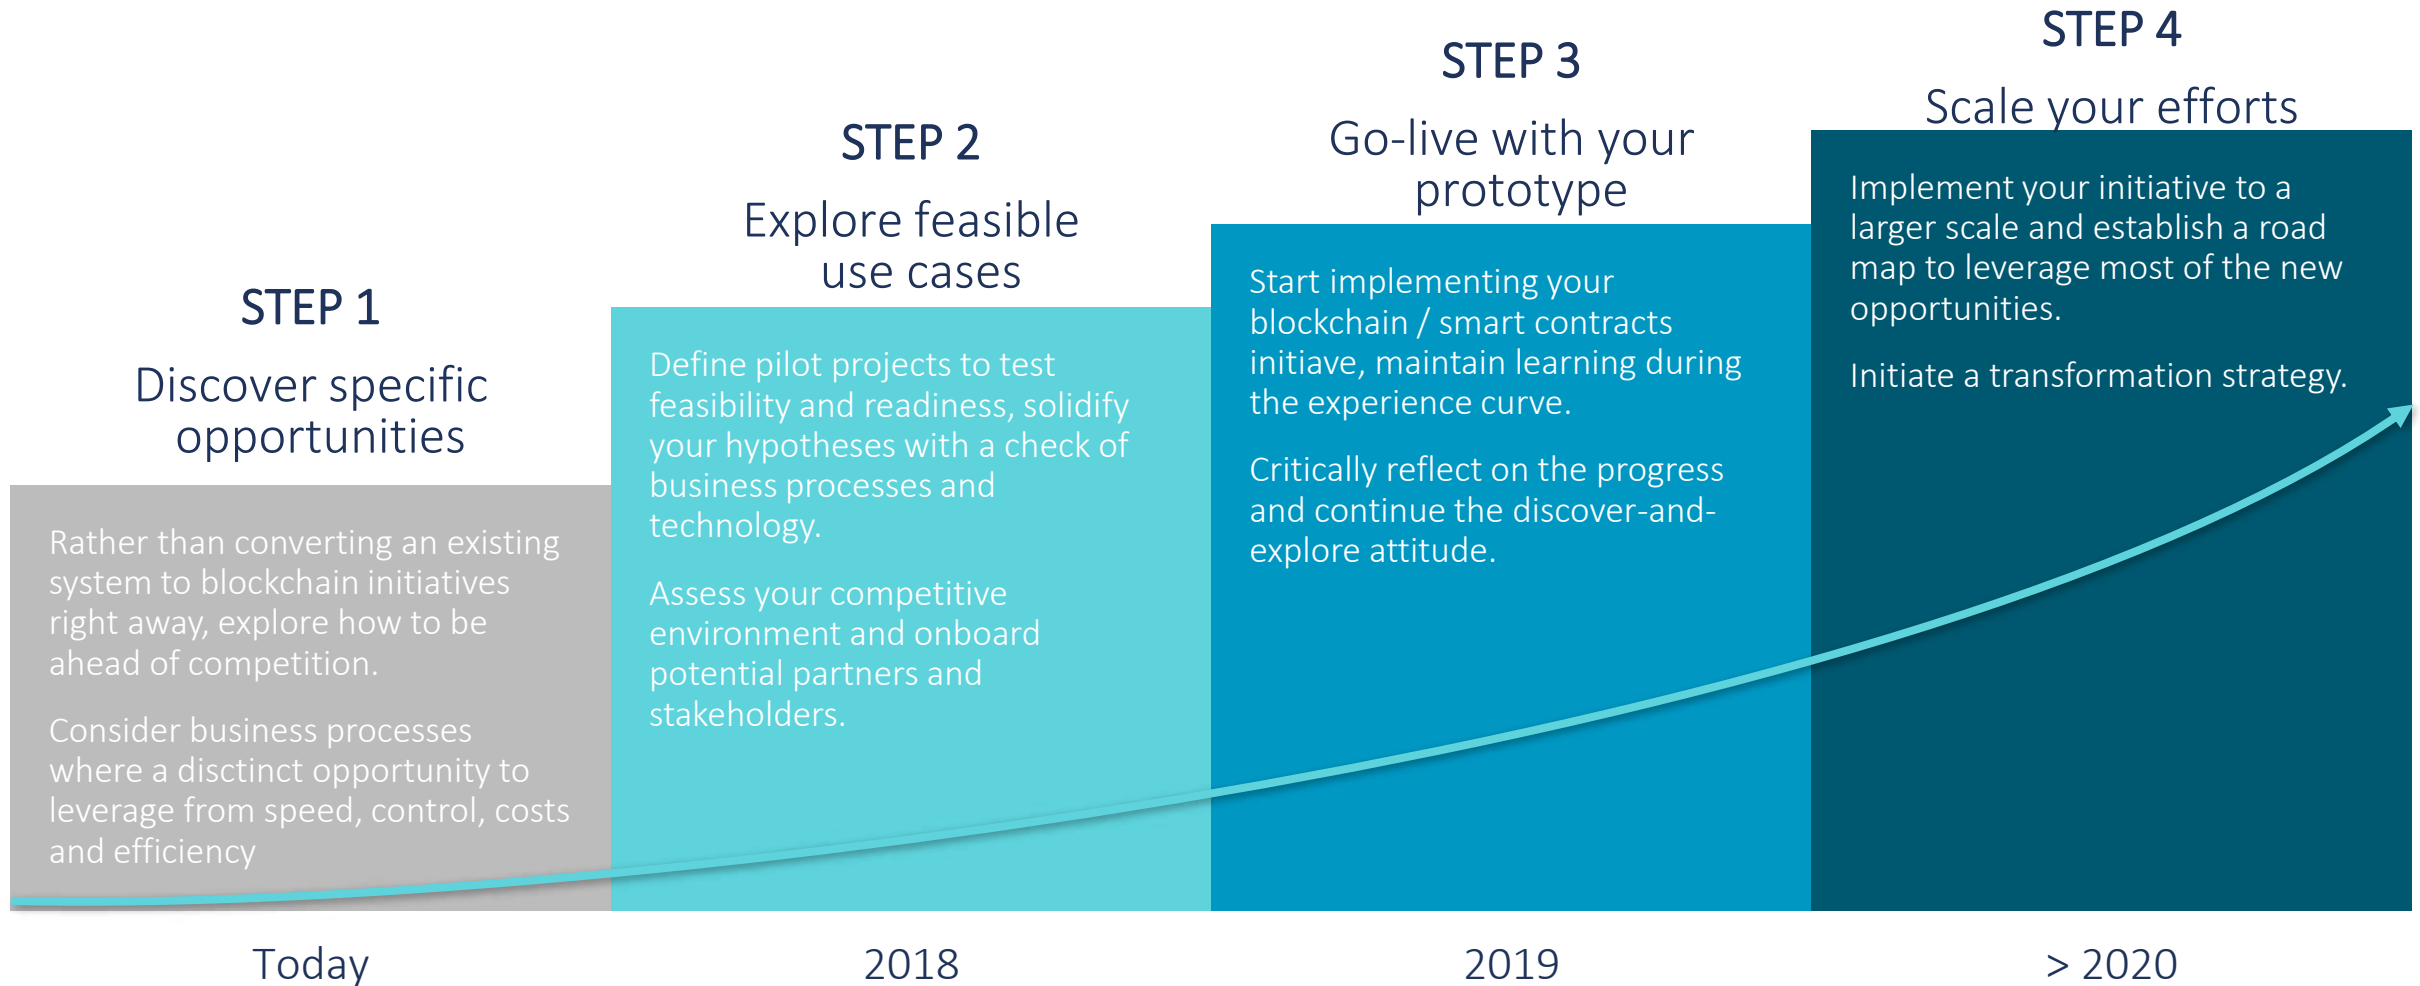 STEP 1
Discover specific
opportunities
Rather than converting an existing
system to blockchain initiatives
right away, explore how to be
ahead of competition.
Consider business processes
where a disctinct opportunity to
leverage from speed, control, costs
and efficiency
Today
STEP 2
Explore feasible
use cases
Define pilot projects to test
feasibility and readiness, solidify
your hypotheses with a check of
business processes and
technology.
Assess your competitive
environment and onboard
potential partners and
stakeholders.
2018
STEP 3
Go-live with your
prototype
Start implementing your
blockchain / smart contracts
initiave, maintain learning during
the experience curve.
Critically reflect on the progress
and continue the discover-and-
explore attitude.
2019
STEP 4
Scale your efforts
Implement your initiative to a
larger scale and establish a road
map to leverage most of the new
opportunities.
Initiate a transformation strategy.
> 2020